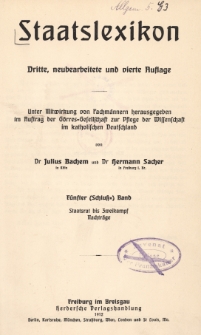 Allgem. F. 93
Staatslexikon
Dritte, neubearbeitete und vierte Auflage
Unter Mitwirkung von Fachmännern herausgegeben
im Auftrag der Görres-Gesellschaft zur Pflege der Wissenschaft
im katholischen Deutschland
von
Dr Julius Bachem und Dr Hermann Sacher
in Köln in Freiburg i. Br.
Fünfter (Schluß-) Band
Staatsrat bis Zweikampf
Nachträge
Freiburg im Breisgau
Herdersche Verlagshandlung
1912
Berlin, Karlsruhe, München, Straßburg, Wien, London und St Louis, Mo.